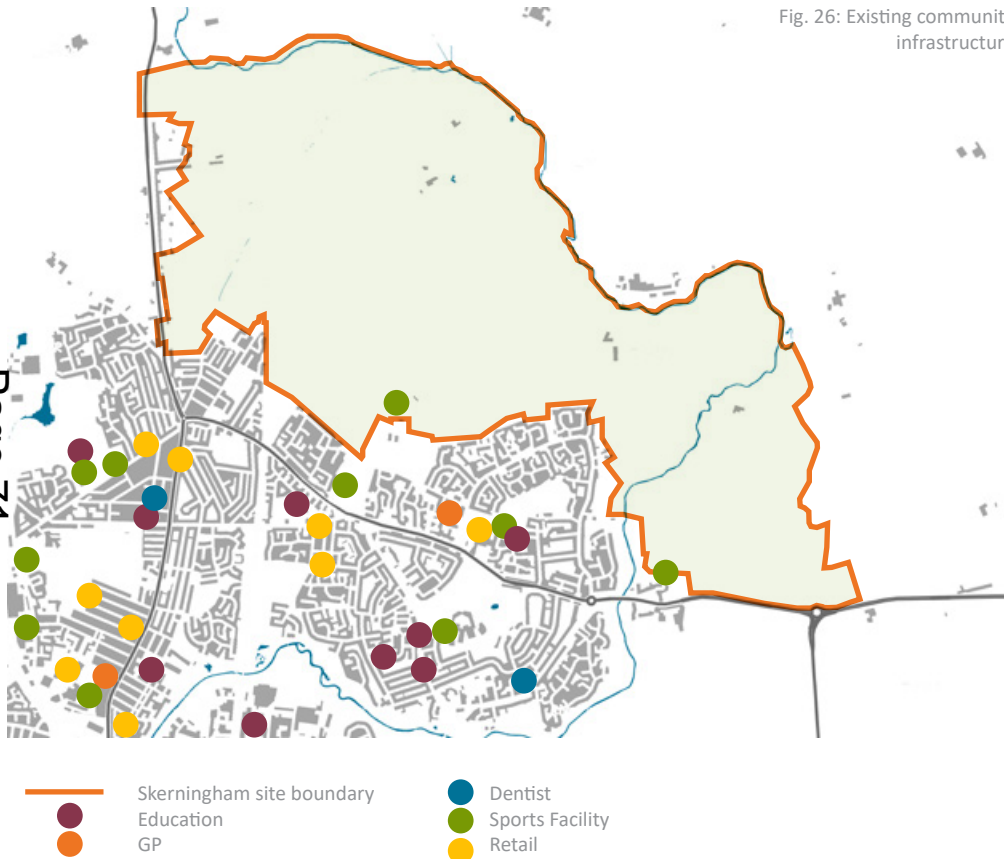 Fig. 26: Existing communit
infrastructur
Skerningham site boundary
Education
GP
Dentist
Sports Facility
Retail